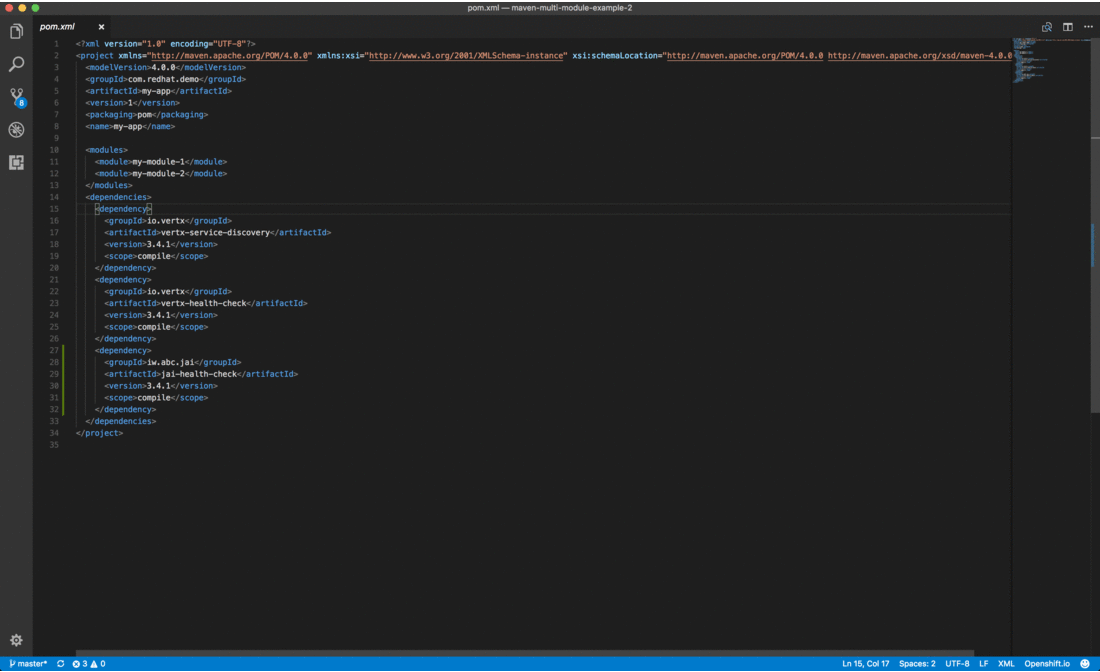 pom.xml — maven-multi-module-example-2
pom.xml
1 <?xml version="1.0" encoding="UTF-8"?>
2 <project xmlns="http://maven.apache.org/POM/4.0.0" xmlns:xsi="http://www.w3.org/2001/XMLSchema-instance" xsi:schemaLocation="http://maven.apache.org/POM/4.0.0 http://maven.apache.org/xsd/maven-4.0.0
3 <modelVersion>4.0.0</modelVersion>
4 <groupId>com.redhat.demo</groupId>
5 <artifactId>my-app</artifactId>
6 <version>1</version>
7 <packaging>pom</packaging>
8 <name>my-app</name>
9
10 <modules>
11 <module>my-module-1</module>
12 <module>my-module-2</module>
13 </modules>
14 <dependencies>
15 <dependency>
16 <groupId>io.vertx</groupId>
17 <artifactId>vertx-service-discovery</artifactId>
18 <version>3.4.1</version>
19 <scope>compile</scope>
20 </dependency>
21 <dependency>
22 <groupId>io.vertx</groupId>
23 <artifactId>vertx-health-check</artifactId>
24 <version>3.4.1</version>
25 <scope>compile</scope>
26 </dependency>
27 <dependency>
28 <groupId>iw.abc.jai</groupId>
29 <artifactId>jai-health-check</artifactId>
30 <version>3.4.1</version>
31 <scope>compile</scope>
32 </dependency>
33 </dependencies>
34 </project>
35
8
master* 3 0 Ln 15, Col 17 Spaces: 2 UTF-8 LF XML Openshift.io